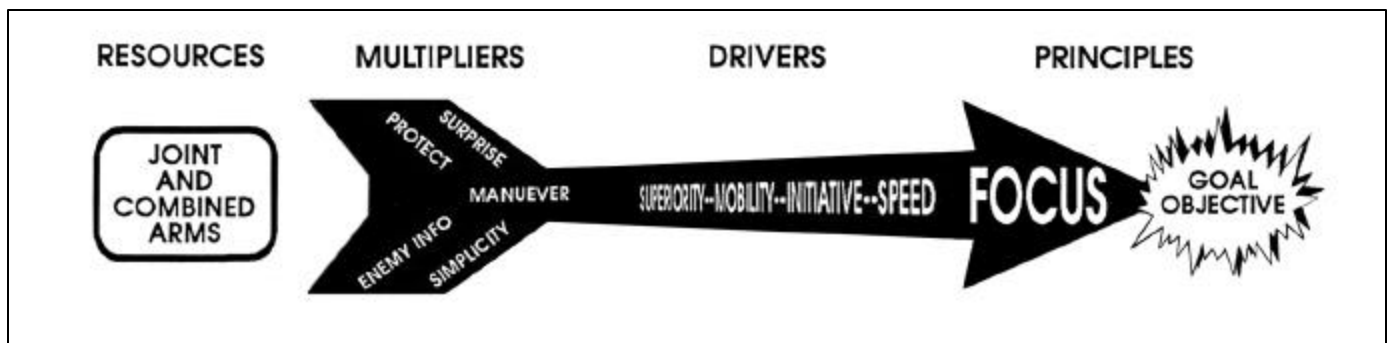 RESOURCES
MULTIPLIERS
DRIVERS
PRINCIPLES
JOINT
AND
COMBINED
ARMS
PROTECT
SURPRISE
MANUEVER
ENEMY INFO
SIMPLICITY
SUPERIORITY--MOBILITY--INITIATIVE--SPEED
FOCUS
GOAL
OBJECTIVE